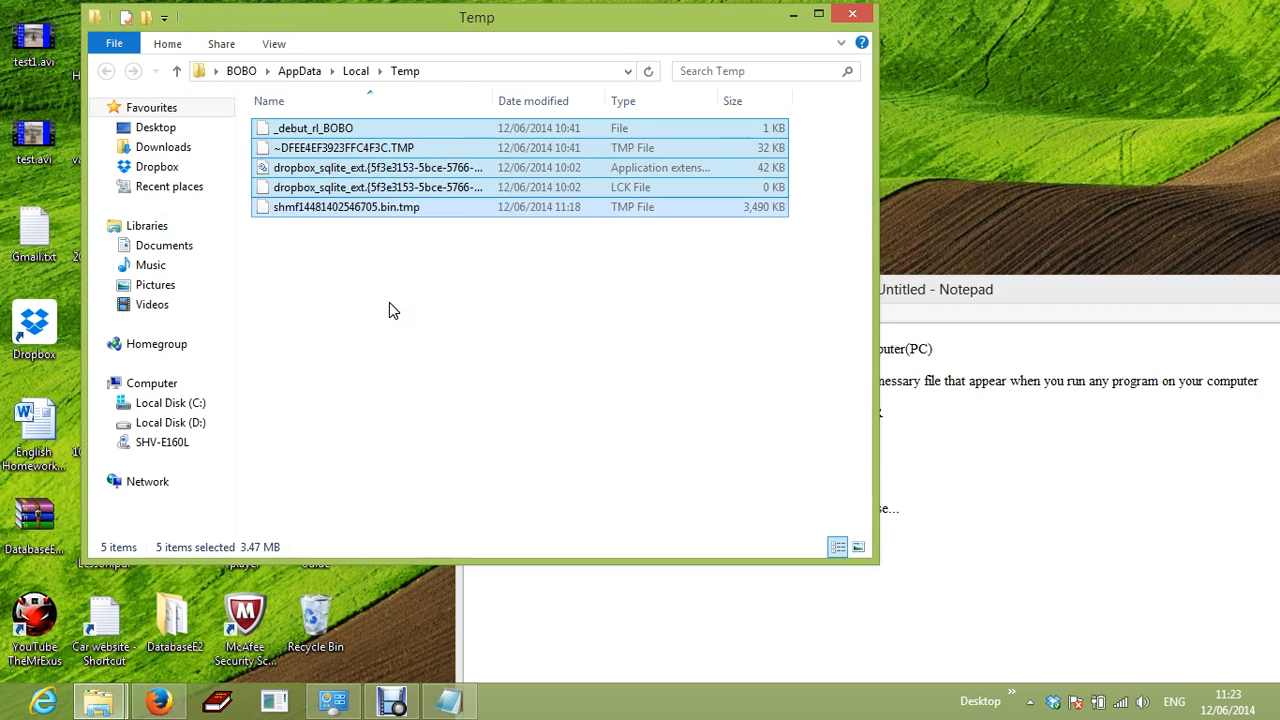 Temp
File Home Share View
BOBO AppData Local Temp
Search Temp
Name Date modified Type Size
_debut_rl_BOBO 12/06/2014 10:41 File 1 KB
~DFEE4EF3923FFC4F3C.TMP 12/06/2014 10:41 TMP File 32 KB
dropbox_sqlite_ext.{5f3e3153-5bce-5766-... 12/06/2014 10:02 Application extens... 42 KB
dropbox_sqlite_ext.{5f3e3153-5bce-5766-... 12/06/2014 10:02 LCK File 0 KB
shmf14481402546705.bin.tmp 12/06/2014 11:18 TMP File 3,490 KB
Favourites
Desktop
Downloads
Dropbox
Recent places
Libraries
Documents
Music
Pictures
Videos
Homegroup
Computer
Local Disk (C:)
Local Disk (D:)
SHV-E160L
Network
5 items 5 items selected 3.47 MB
test1.avi
test.avi
Gmail.txt
Dropbox
English
Homework...
DatabaseE...
YouTube
TheMrExus
Car website -
Shortcut
DatabaseE2
McAfee
Security Sc...
Recycle Bin
Untitled - Notepad
puter(PC)
nessary file that appear when you run any program on your computer
se...
Desktop
ENG
11:23
12/06/2014